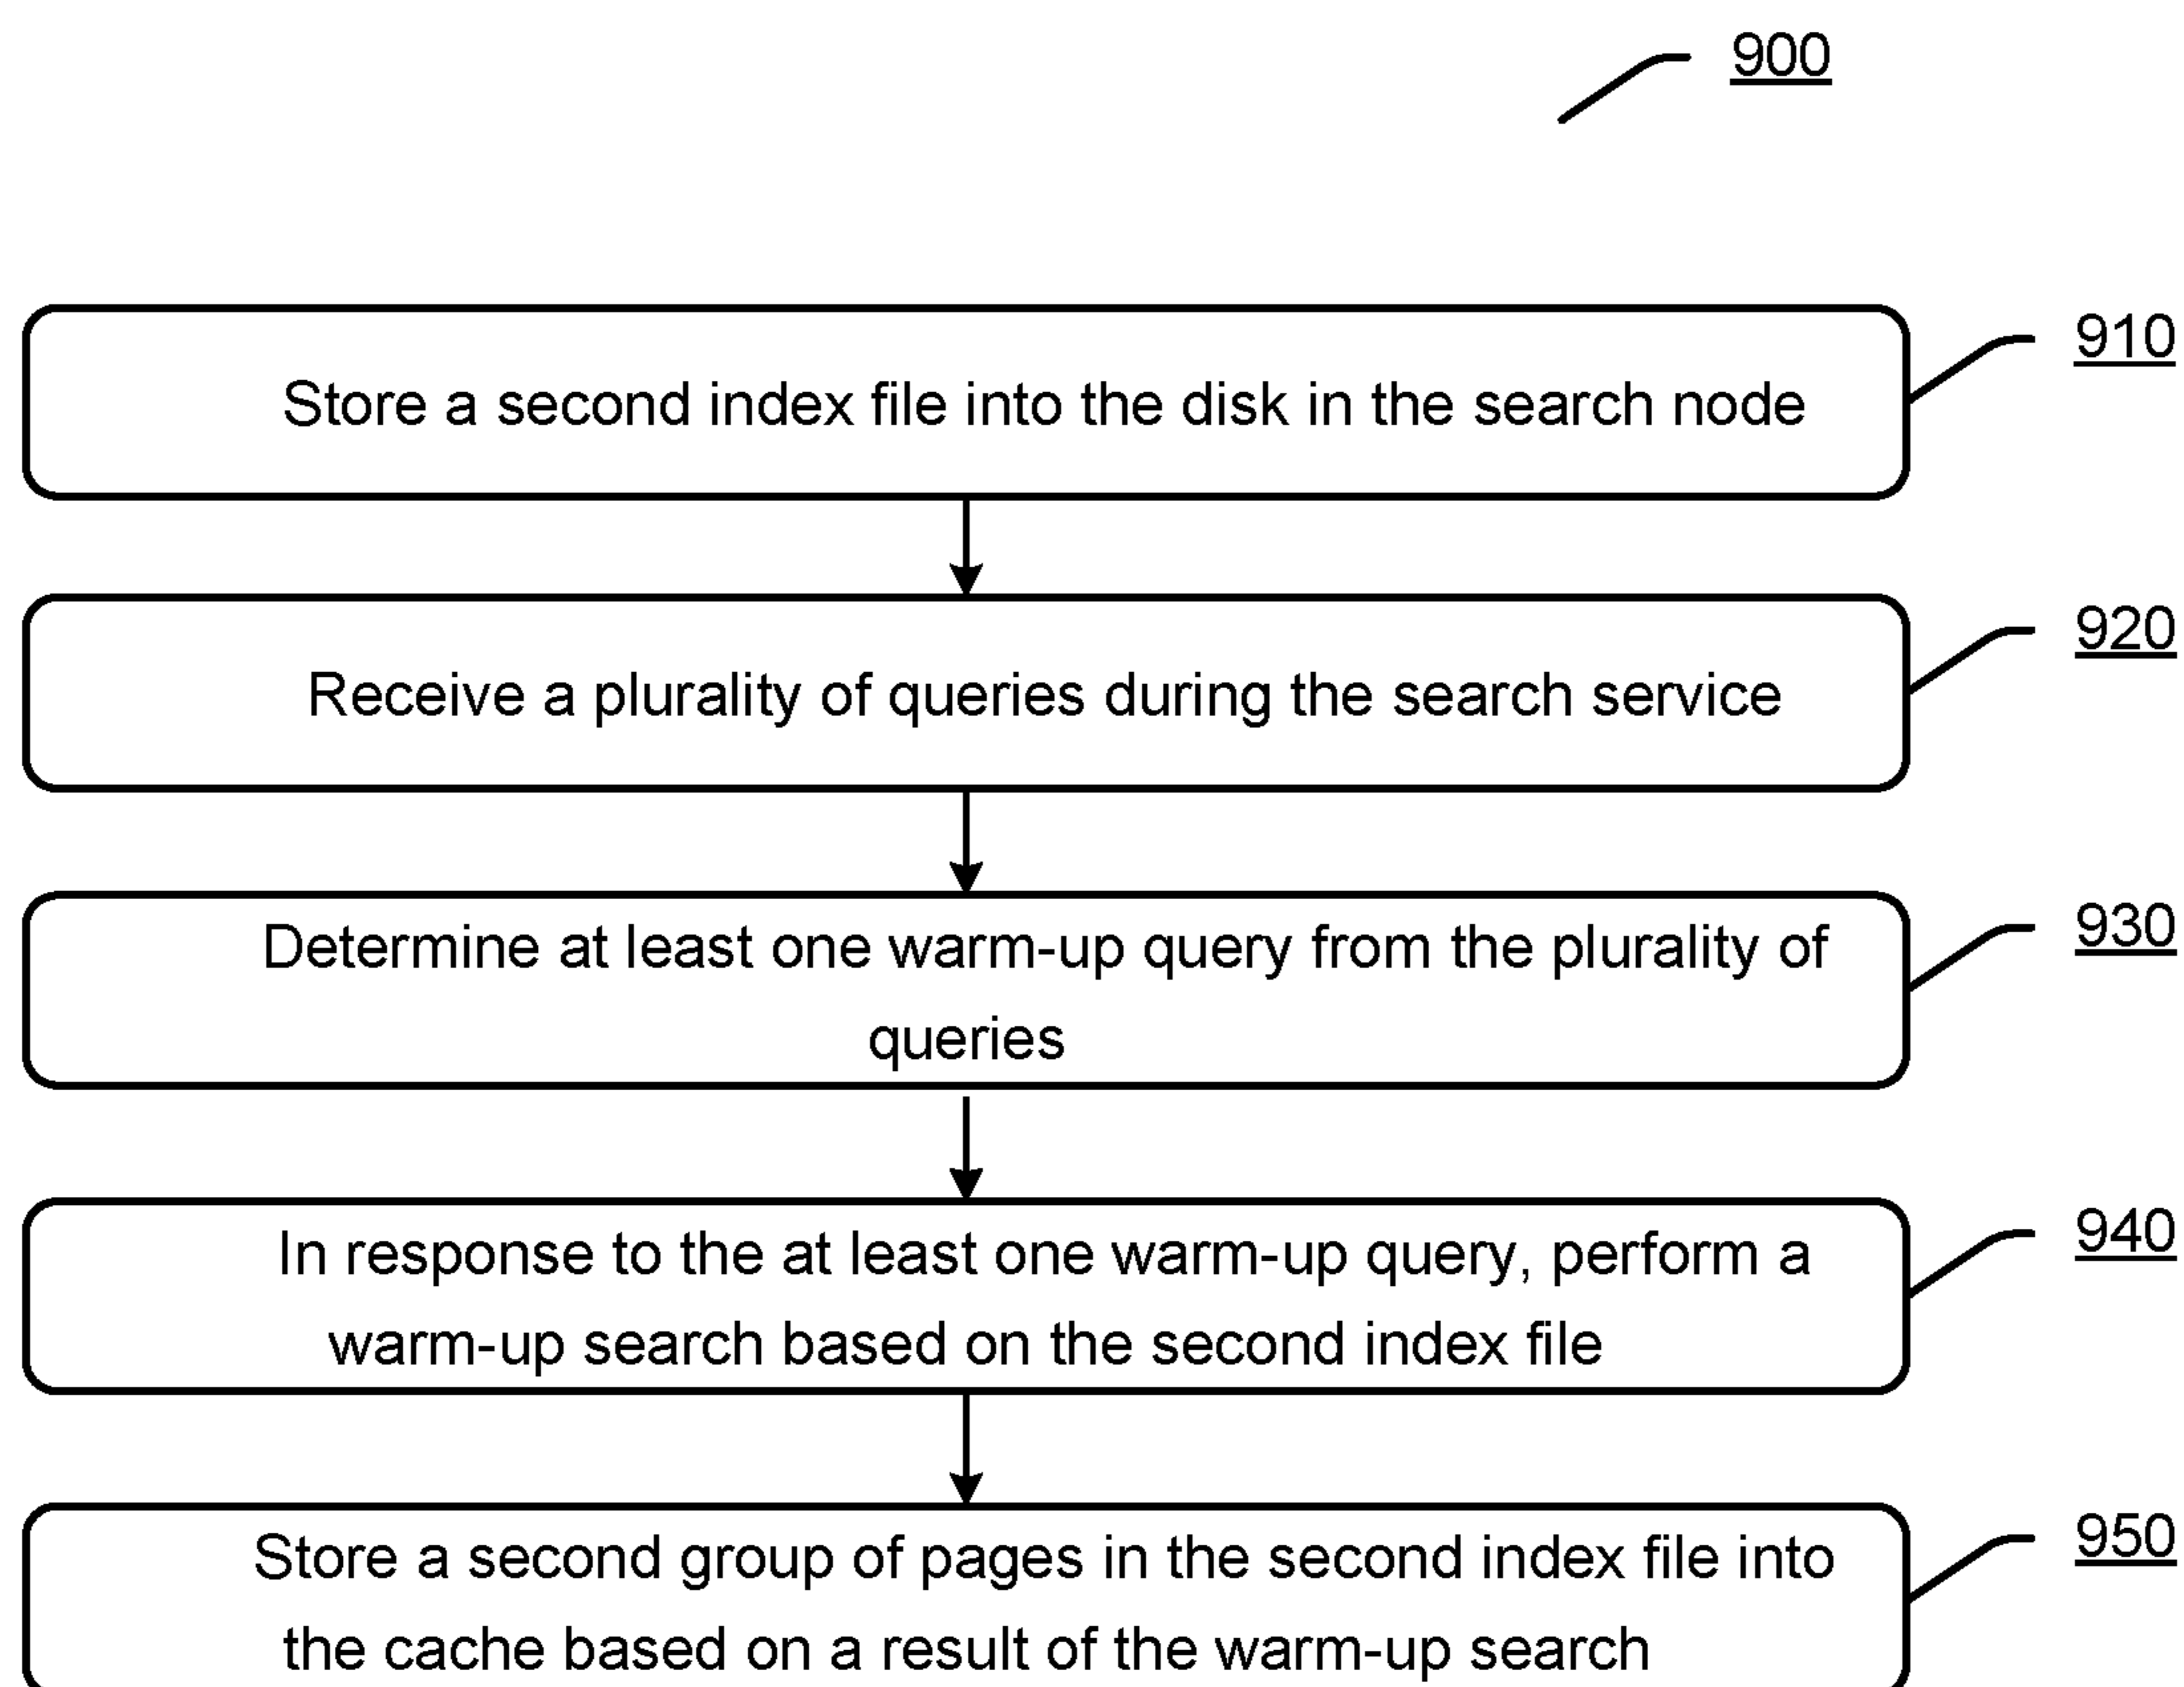 900
910
Store a second index file into the disk in the search node
920
Receive a plurality of queries during the search service
930
Determine at least one warm-up query from the plurality of
queries
940
In response to the at least one warm-up query, perform a
warm-up search based on the second index file
950
Store a second group of pages in the second index file into
the cache based on a result of the warm-up search